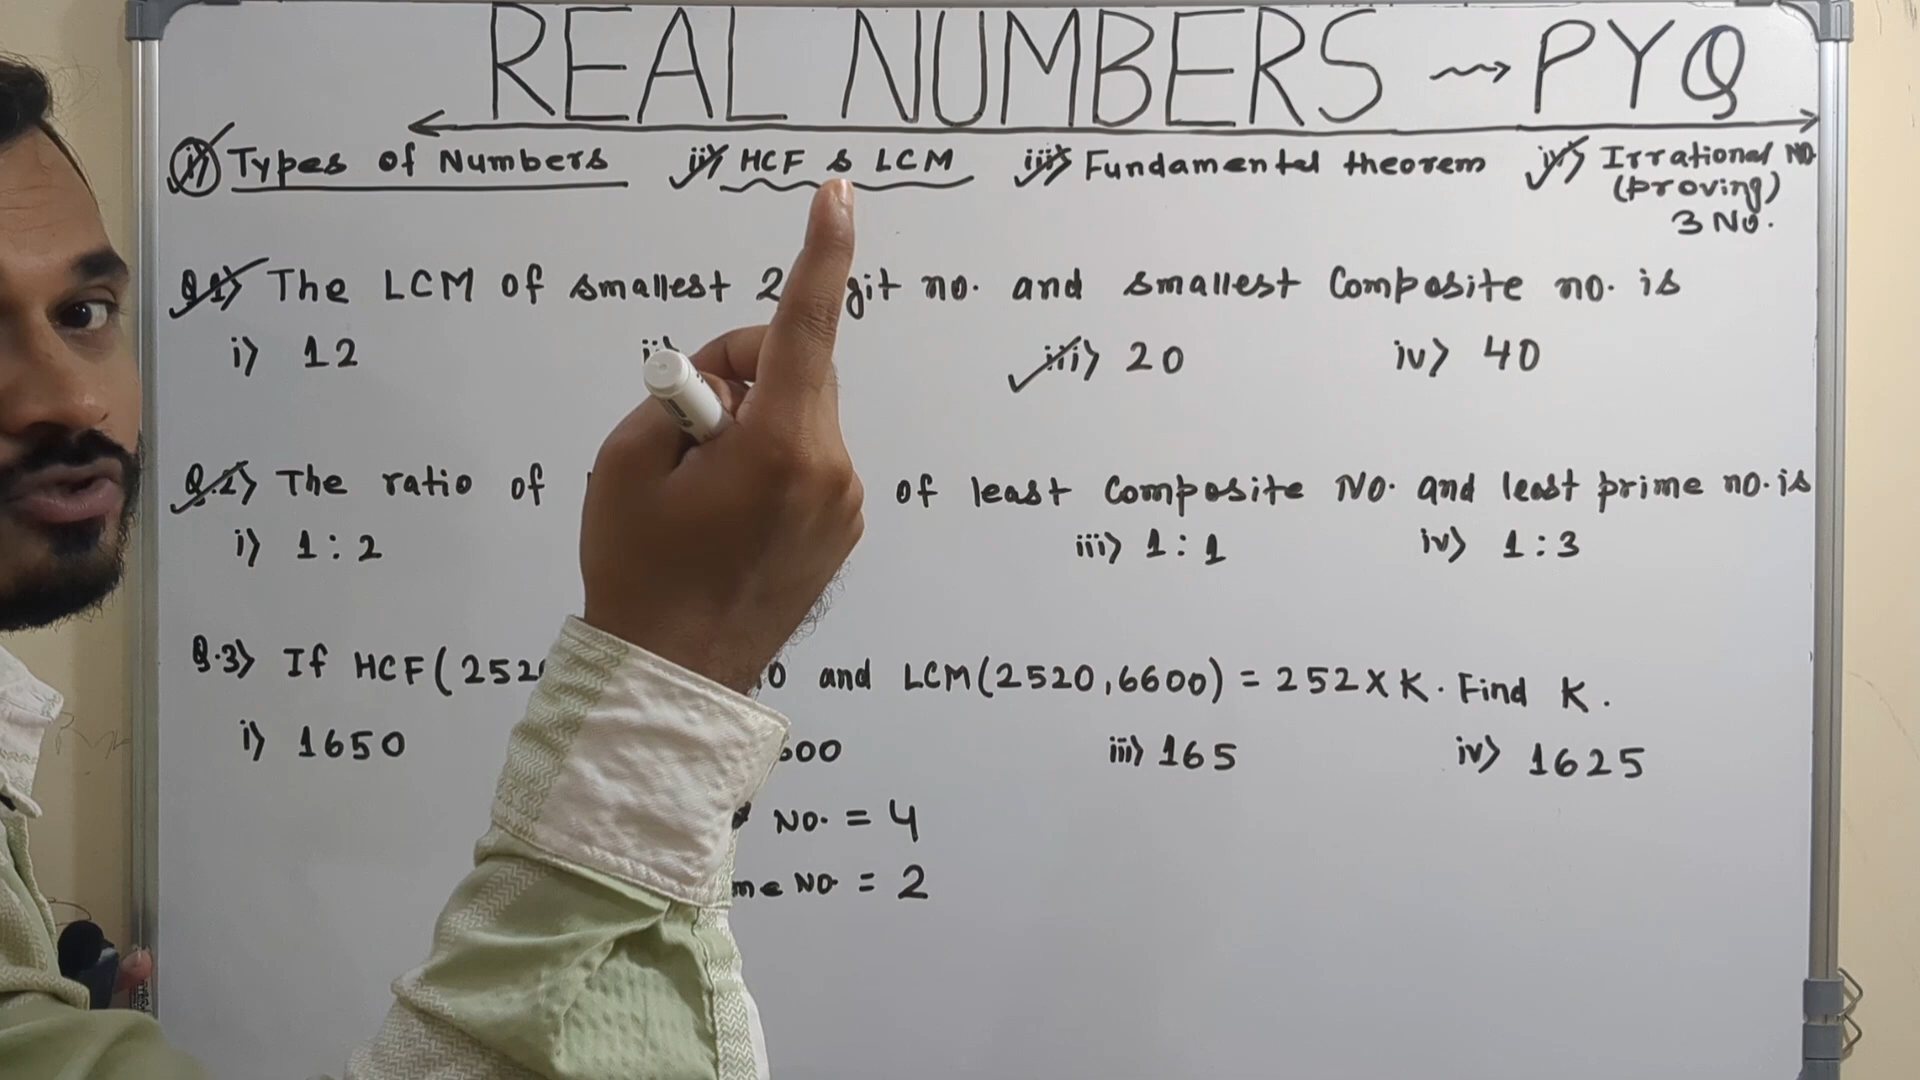 REAL NUMBERS ⇝ PYQ
i) Types of Numbers ii) HCF & LCM iii) Fundamental theorem iv) Irrational NO.
(proving)
3 No.
Q.1) The LCM of smallest 2 git no. and smallest Composite no. is
i) 12 iii) 20 iv) 40
Q.2) The ratio of of least Composite No. and least prime no. is
i) 1 : 2 iii) 1 : 1 iv) 1 : 3
Q.3) If HCF(252 0 and LCM(2520,6600) = 252 X K. Find K.
i) 1650 600 iii) 165 iv) 1625
No. = 4
me No. = 2